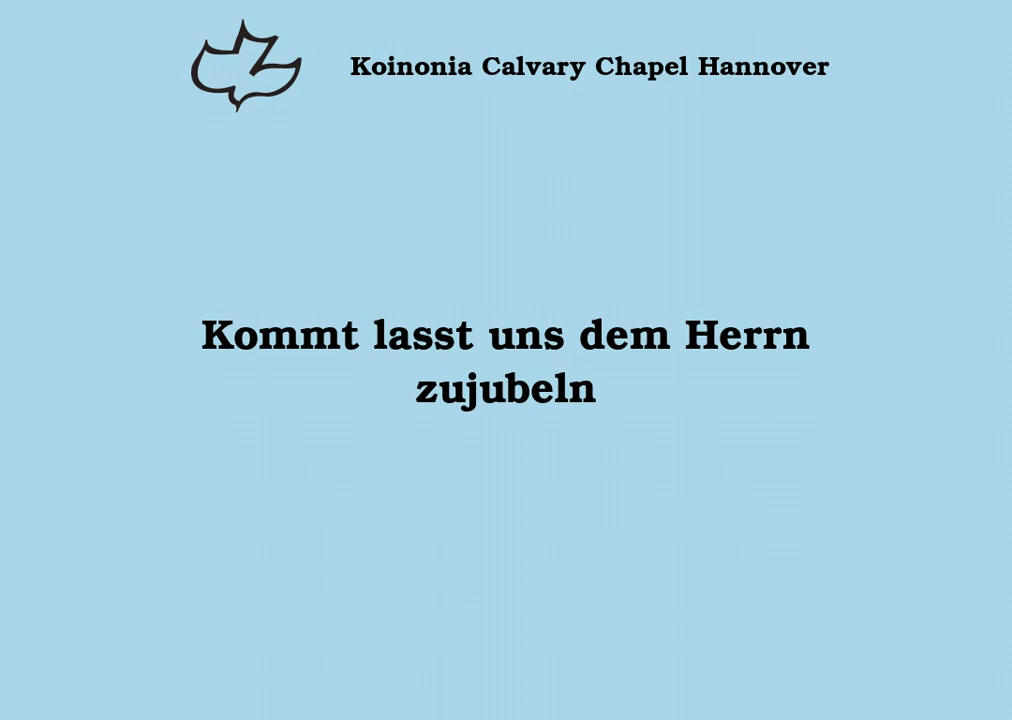 Koinonia Calvary Chapel Hannover
Kommt lasst uns dem Herrn
zujubeln